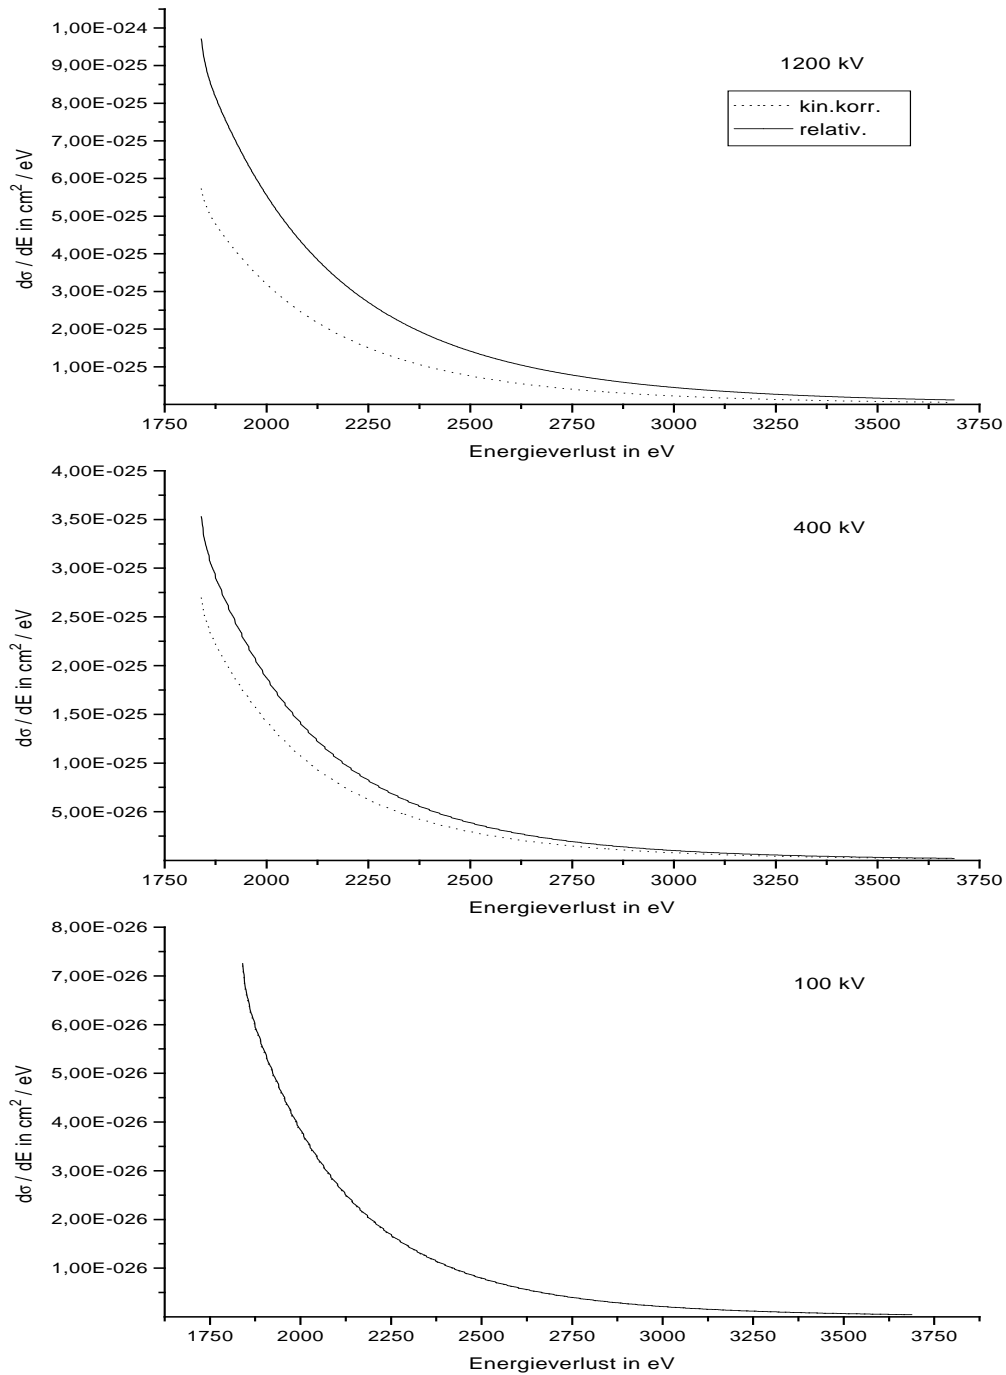 1,00E-024
9,00E-025
8,00E-025
7,00E-025
6,00E-025
5,00E-025
4,00E-025
3,00E-025
2,00E-025
1,00E-025
dσ / dE in cm² / eV
1200 kV
kin.korr.
relativ.
1750 2000 2250 2500 2750 3000 3250 3500 3750
Energieverlust in eV
4,00E-025
3,50E-025
3,00E-025
2,50E-025
2,00E-025
1,50E-025
1,00E-025
5,00E-026
dσ / dE in cm² / eV
400 kV
1750 2000 2250 2500 2750 3000 3250 3500 3750
Energieverlust in eV
8,00E-026
7,00E-026
6,00E-026
5,00E-026
4,00E-026
3,00E-026
2,00E-026
1,00E-026
dσ / dE in cm² / eV
100 kV
1750 2000 2250 2500 2750 3000 3250 3500 3750
Energieverlust in eV